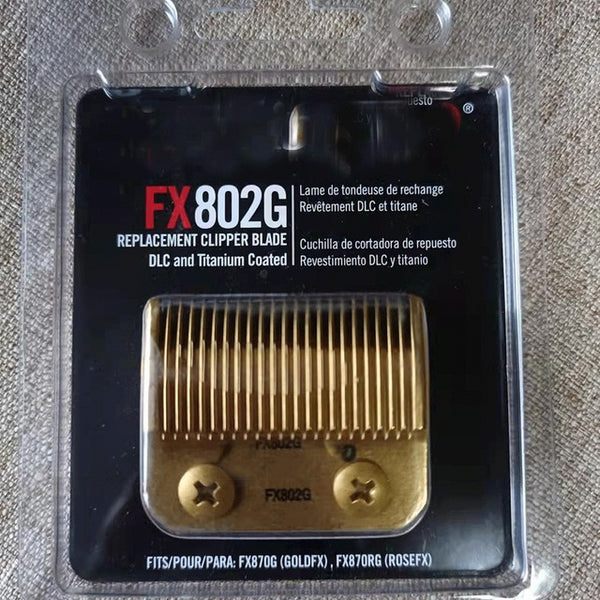 uesto
®
FX802G
REPLACEMENT CLIPPER BLADE
DLC and Titanium Coated
Lame de tondeuse de rechange
Revêtement DLC et titane
Cuchilla de cortadora de repuesto
Revestimiento DLC y titanio
FX802G
FX802G
FITS/POUR/PARA: FX870G (GOLDFX) , FX870RG (ROSEFX)